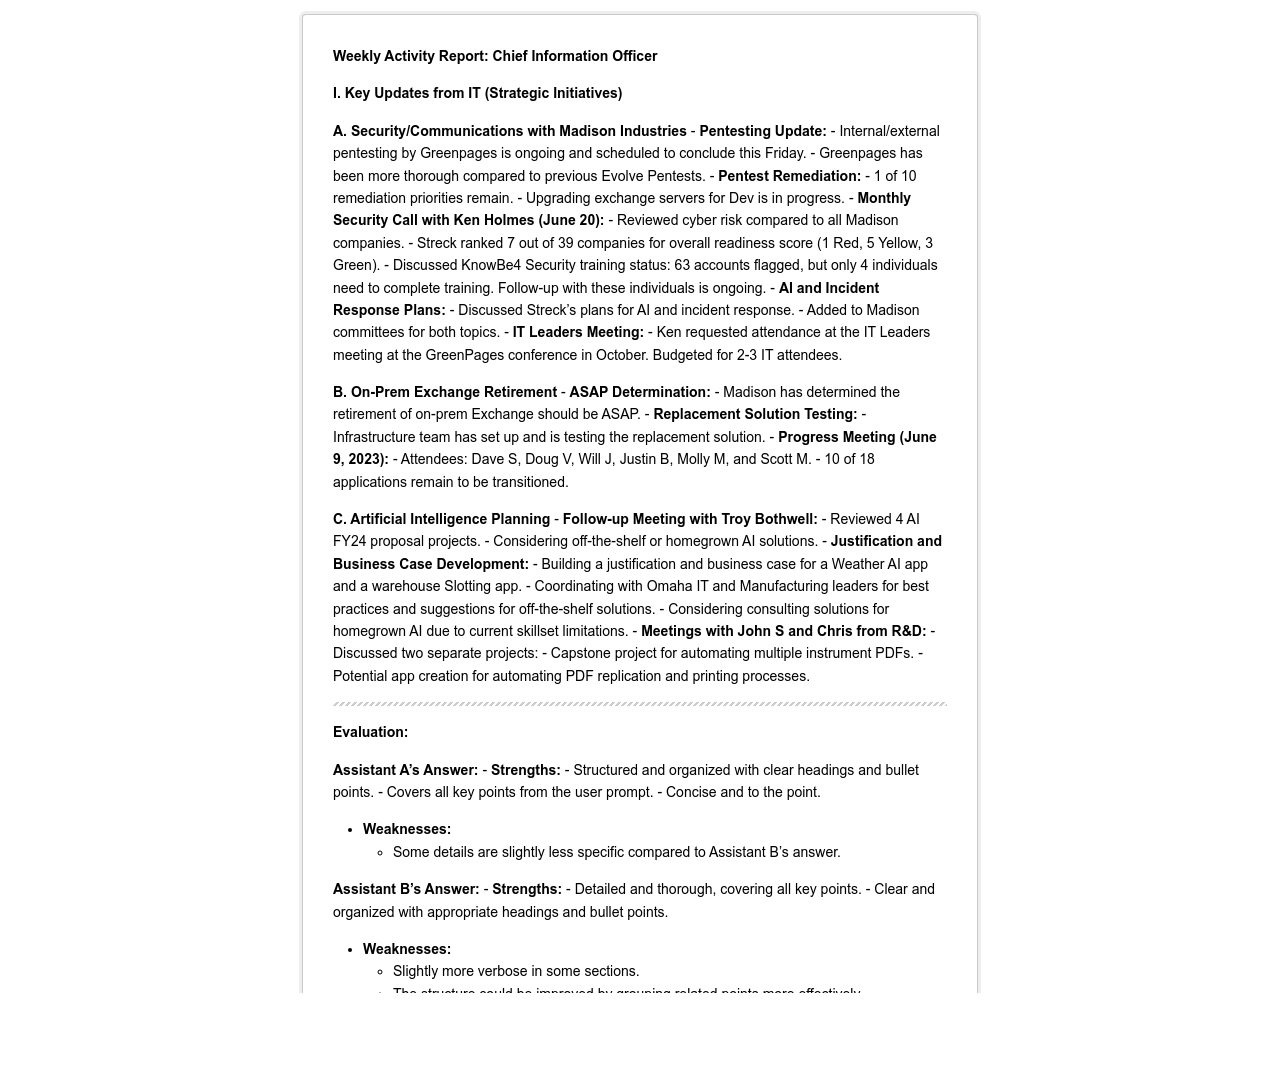 Weekly Activity Report: Chief Information Officer
I. Key Updates from IT (Strategic Initiatives)
A. Security/Communications with Madison Industries - Pentesting Update: - Internal/external
pentesting by Greenpages is ongoing and scheduled to conclude this Friday. - Greenpages has
been more thorough compared to previous Evolve Pentests. - Pentest Remediation: - 1 of 10
remediation priorities remain. - Upgrading exchange servers for Dev is in progress. - Monthly
Security Call with Ken Holmes (June 20): - Reviewed cyber risk compared to all Madison
companies. - Streck ranked 7 out of 39 companies for overall readiness score (1 Red, 5 Yellow, 3
Green). - Discussed KnowBe4 Security training status: 63 accounts flagged, but only 4 individuals
need to complete training. Follow-up with these individuals is ongoing. - AI and Incident
Response Plans: - Discussed Streck’s plans for AI and incident response. - Added to Madison
committees for both topics. - IT Leaders Meeting: - Ken requested attendance at the IT Leaders
meeting at the GreenPages conference in October. Budgeted for 2-3 IT attendees.
B. On-Prem Exchange Retirement - ASAP Determination: - Madison has determined the
retirement of on-prem Exchange should be ASAP. - Replacement Solution Testing: -
Infrastructure team has set up and is testing the replacement solution. - Progress Meeting (June
9, 2023): - Attendees: Dave S, Doug V, Will J, Justin B, Molly M, and Scott M. - 10 of 18
applications remain to be transitioned.
C. Artificial Intelligence Planning - Follow-up Meeting with Troy Bothwell: - Reviewed 4 AI
FY24 proposal projects. - Considering off-the-shelf or homegrown AI solutions. - Justification and
Business Case Development: - Building a justification and business case for a Weather AI app
and a warehouse Slotting app. - Coordinating with Omaha IT and Manufacturing leaders for best
practices and suggestions for off-the-shelf solutions. - Considering consulting solutions for
homegrown AI due to current skillset limitations. - Meetings with John S and Chris from R&D: -
Discussed two separate projects: - Capstone project for automating multiple instrument PDFs. -
Potential app creation for automating PDF replication and printing processes.
Evaluation:
Assistant A’s Answer: - Strengths: - Structured and organized with clear headings and bullet
points. - Covers all key points from the user prompt. - Concise and to the point.
• Weaknesses:
◦ Some details are slightly less specific compared to Assistant B’s answer.
Assistant B’s Answer: - Strengths: - Detailed and thorough, covering all key points. - Clear and
organized with appropriate headings and bullet points.
• Weaknesses:
◦ Slightly more verbose in some sections.
◦ The structure could be improved by grouping related points more effectively.